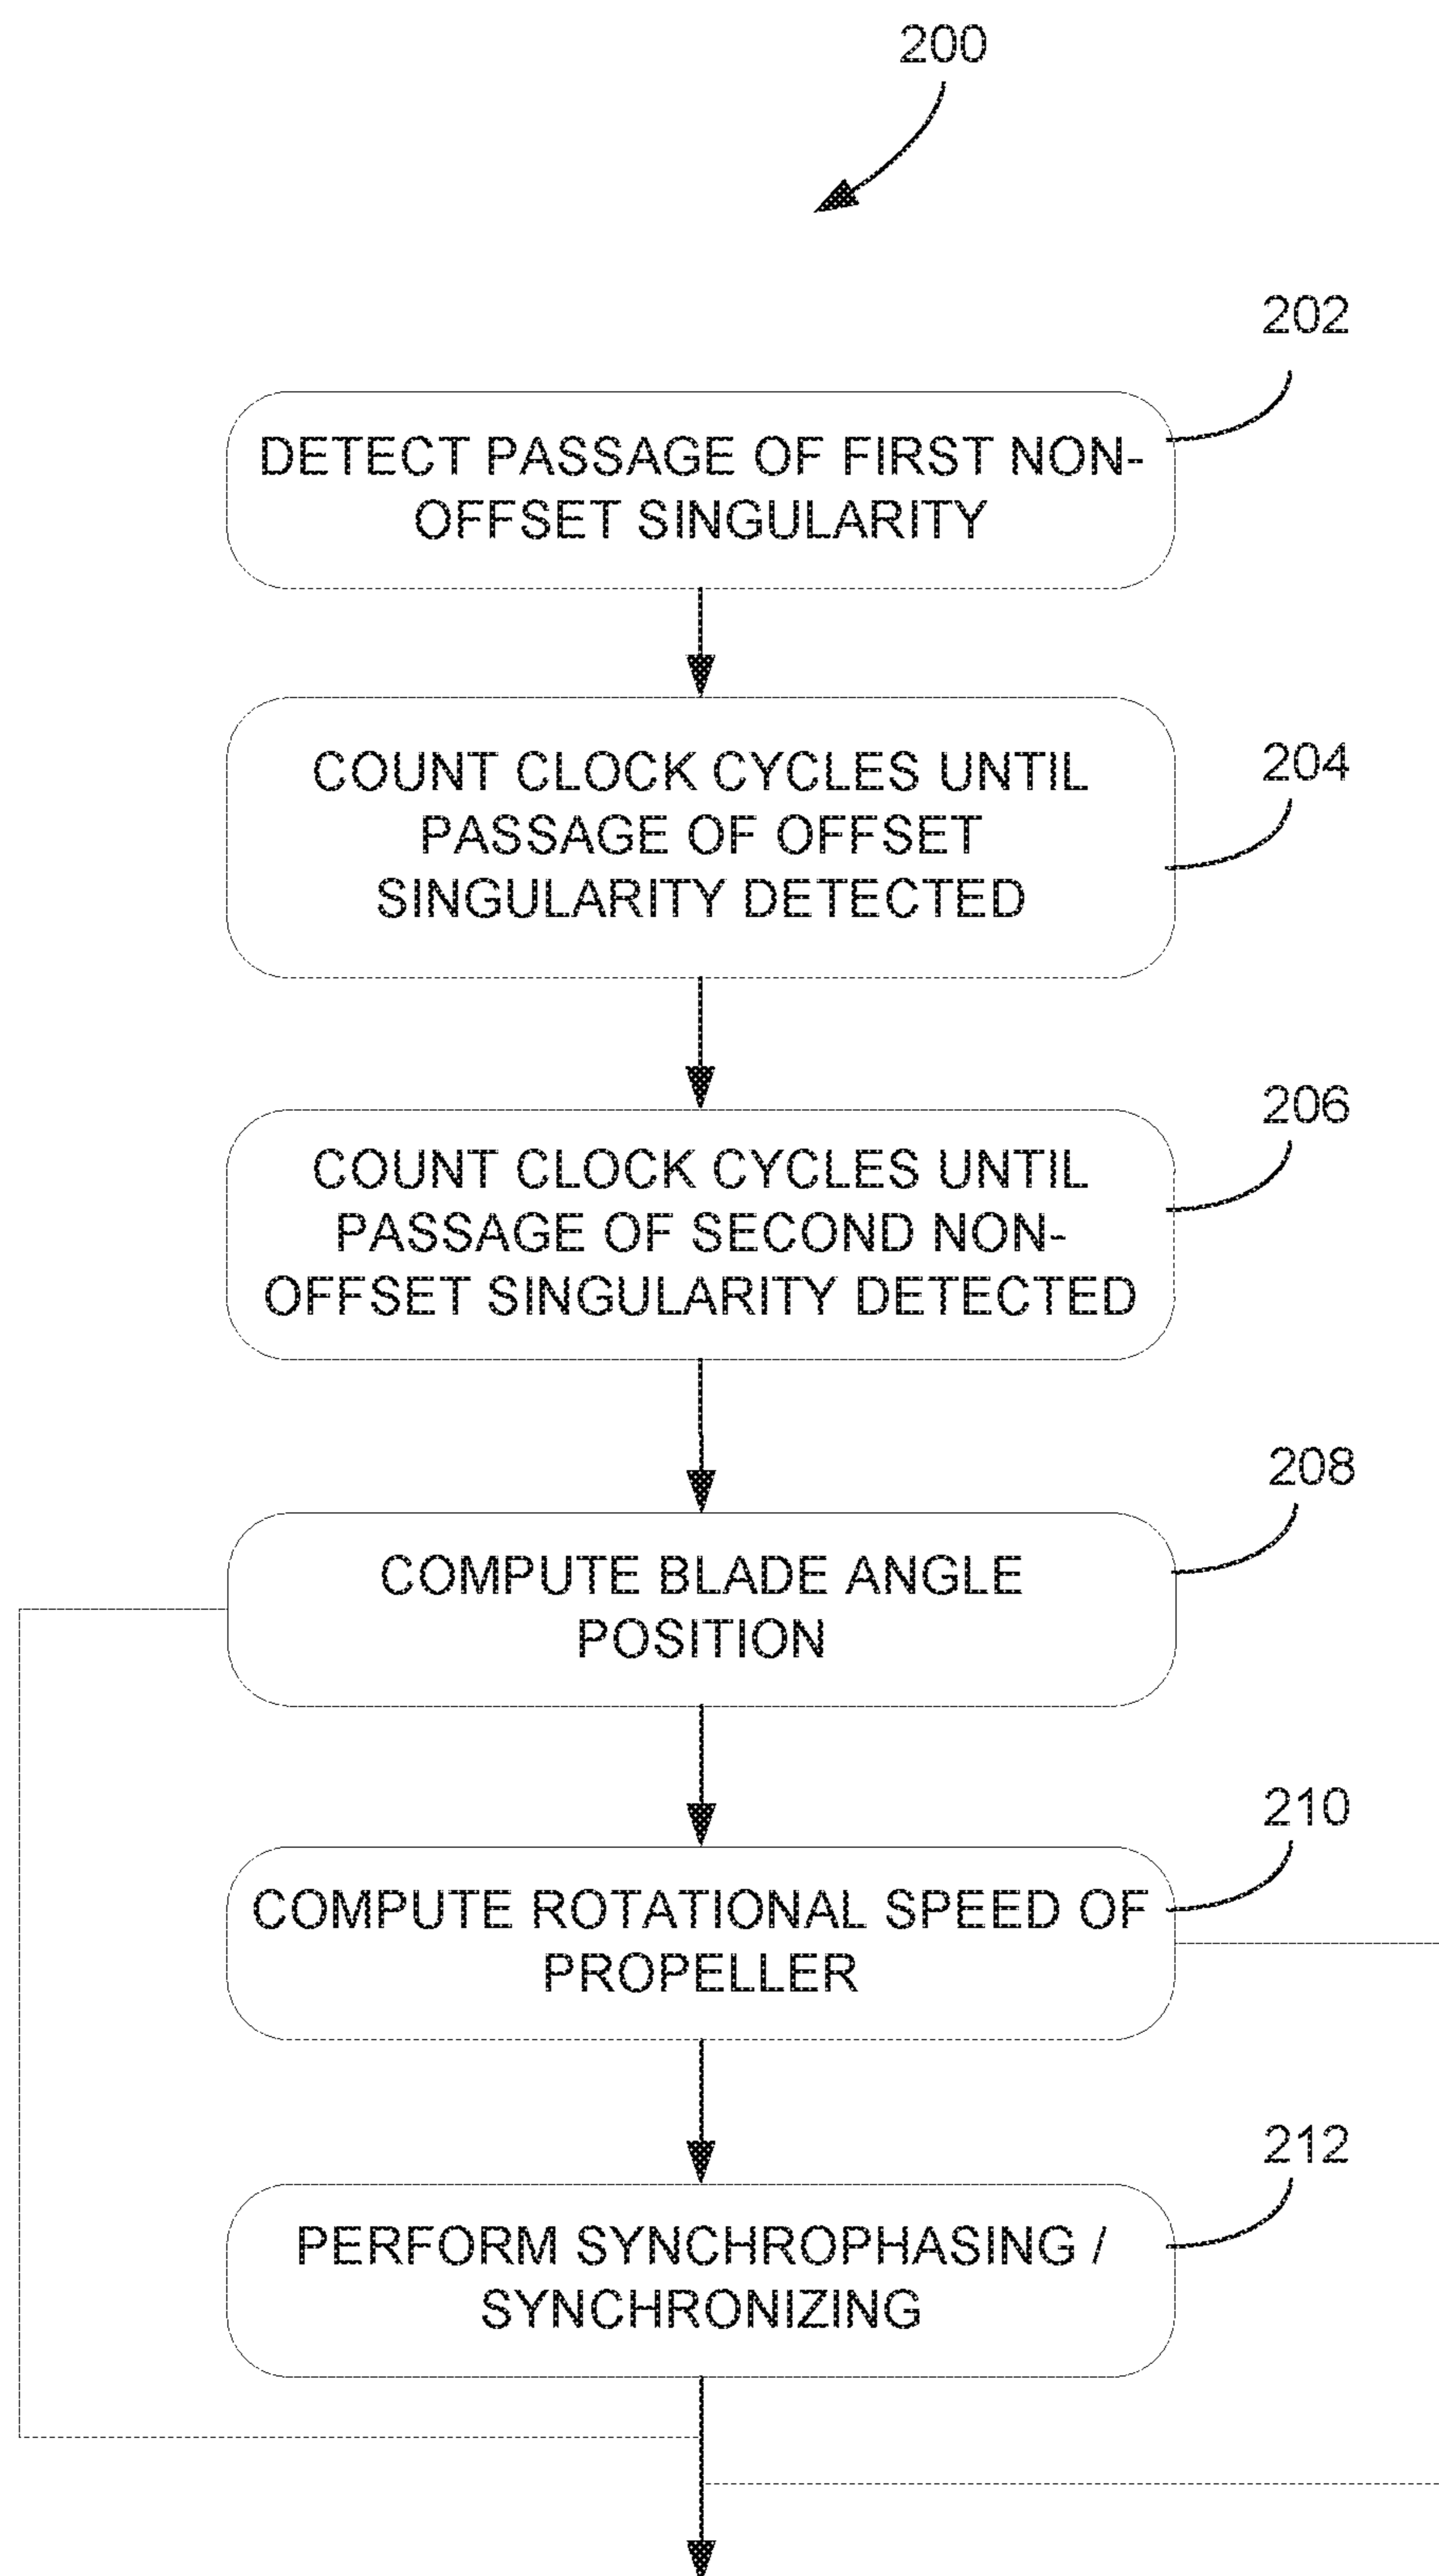 200
202
DETECT PASSAGE OF FIRST NON-
OFFSET SINGULARITY
204
COUNT CLOCK CYCLES UNTIL
PASSAGE OF OFFSET
SINGULARITY DETECTED
206
COUNT CLOCK CYCLES UNTIL
PASSAGE OF SECOND NON-
OFFSET SINGULARITY DETECTED
208
COMPUTE BLADE ANGLE
POSITION
210
COMPUTE ROTATIONAL SPEED OF
PROPELLER
212
PERFORM SYNCHROPHASING /
SYNCHRONIZING